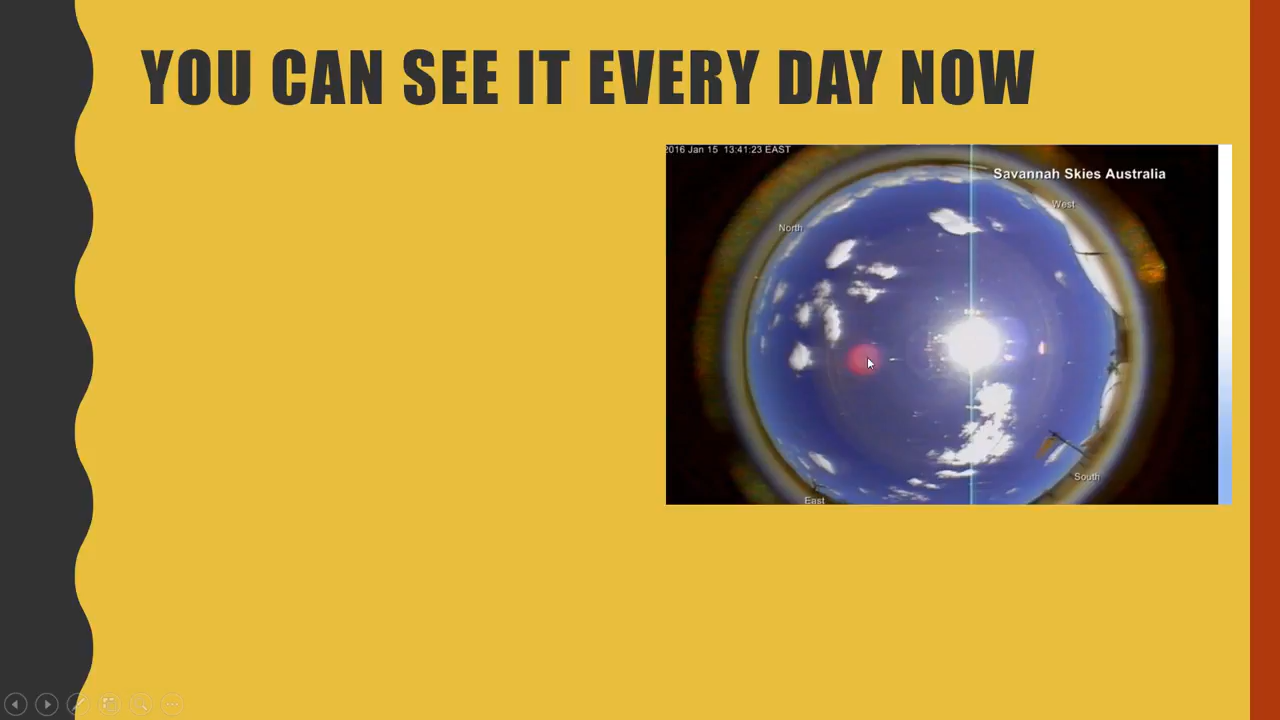 YOU CAN SEE IT EVERY DAY NOW
2016 Jan 15 13:41:23 EAST
Savannah Skies Australia
West
North
South
East